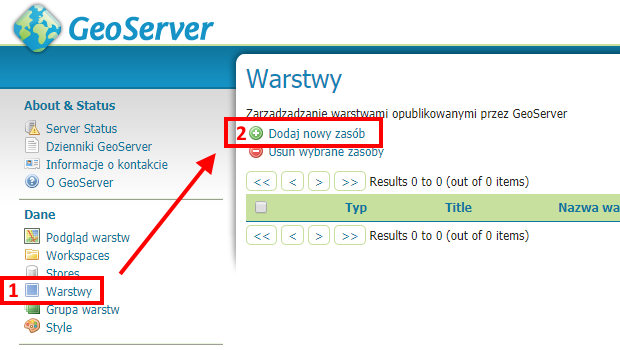 GeoServer
About & Status
Server Status
Dzienniki GeoServer
Informacje o kontakcie
O GeoServer
Dane
Podgląd warstw
Workspaces
Stores
1 Warstwy
Grupa warstw
Style
Warstwy
Zarzadzadzanie warstwami opublikowanymi przez GeoServer
2 Dodaj nowy zasób
Usuń wybrane zasoby
<< < > >> Results 0 to 0 (out of 0 items)
Typ Title Nazwa wa
<< < > >> Results 0 to 0 (out of 0 items)